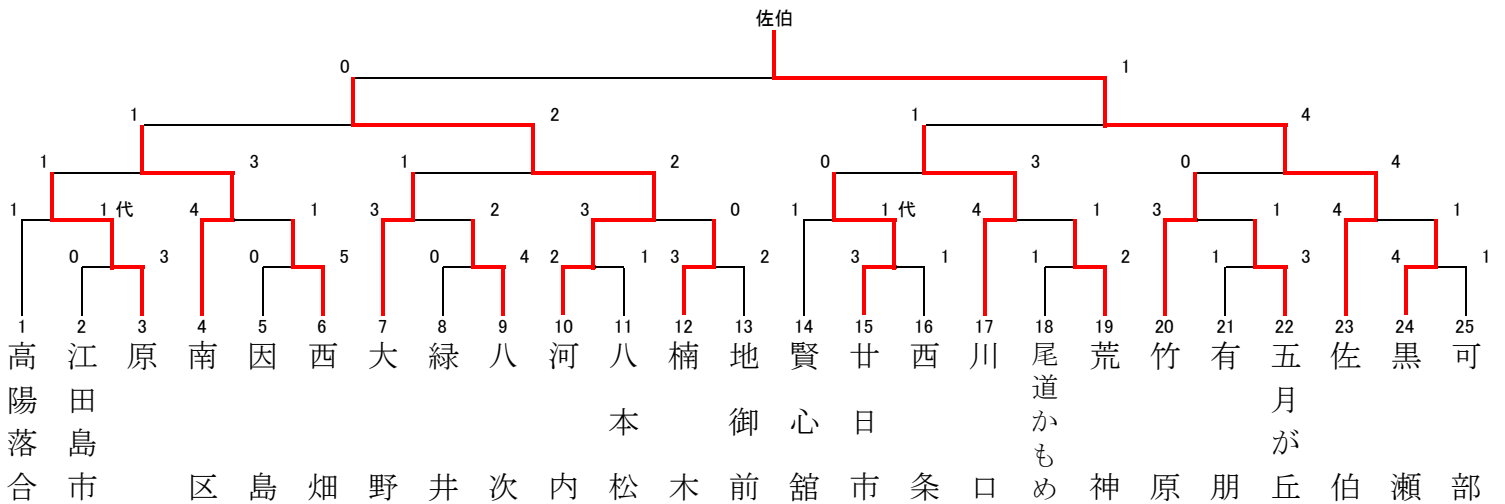 佐伯
0 1
1 2 1 4
1 3 1 2 0 3 0 4
1 1代 4 1 3 2 3 0 1 1代 4 1 3 1 4 1
0 3 0 5 0 4 2 1 3 2 3 1 1 2 1 3 4 1
1 2 3 4 5 6 7 8 9 10 11 12 13 14 15 16 17 18 19 20 21 22 23 24 25
高陽落合
江田島市
原
南区
因島
西畑
大野
緑井
八次
河内
八本松
楠木
地御前
賢心舘
廿日市
西条
川口
尾道かもめ
荒神
竹原
有朋
五月が丘
佐伯
黒瀬
可部